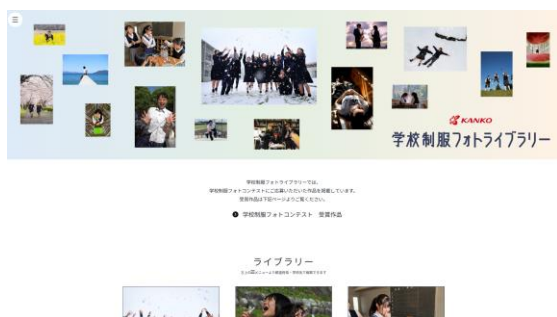 KANKO
学校制服フォトライブラリー
学校制服フォトライブラリーでは、
学校制服フォトコンテストにご応募いただいた作品を掲載しています。
受賞作品は下記ページよりご覧ください。
学校制服フォトコンテスト 受賞作品
ライブラリー